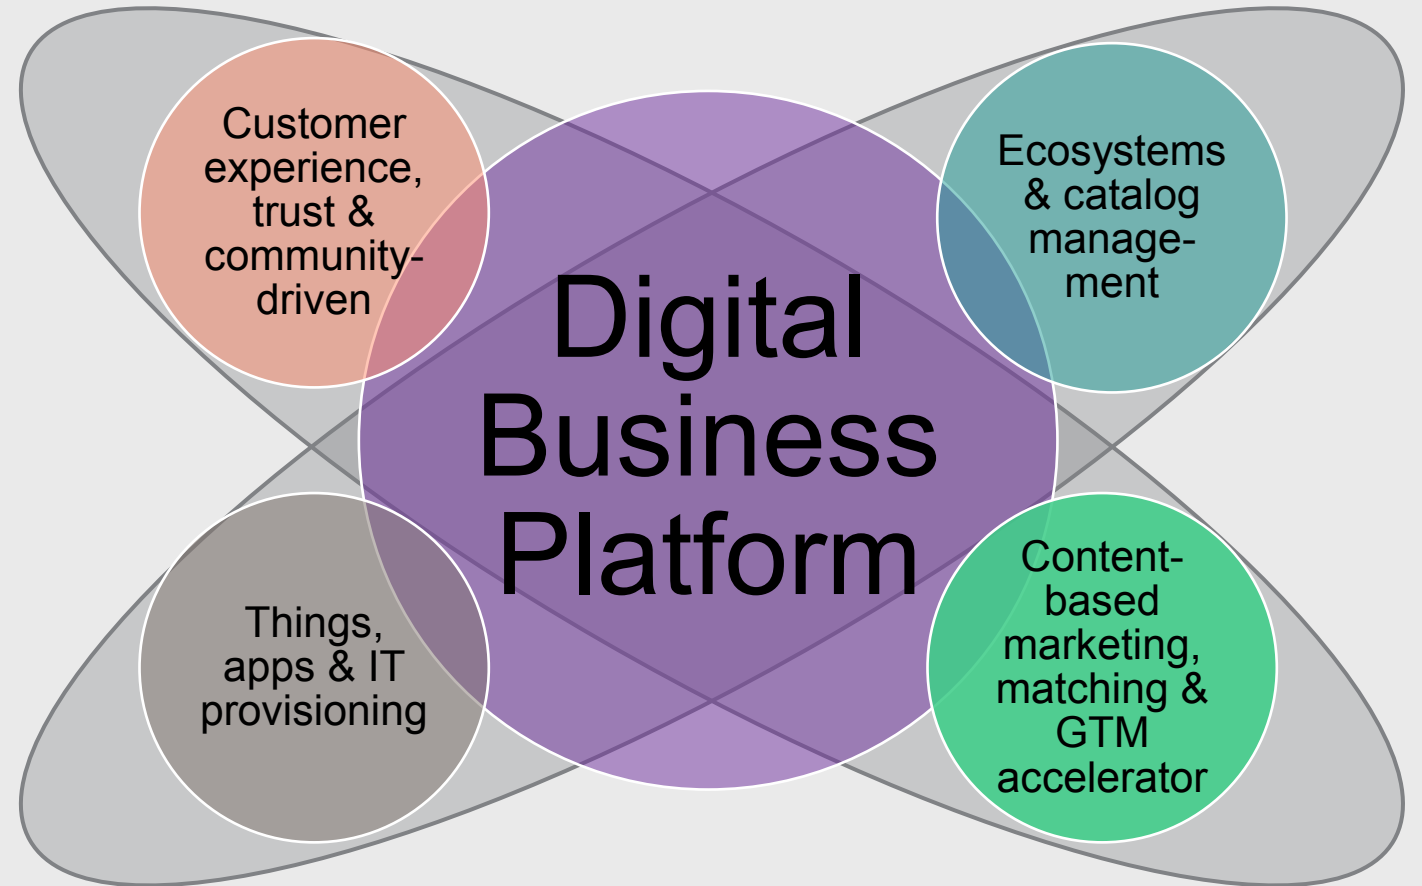 Customer
experience,
trust &
community-
driven
Ecosystems
& catalog
manage-
ment
Digital
Business
Platform
Things,
apps & IT
provisioning
Content-
based
marketing,
matching &
GTM
accelerator